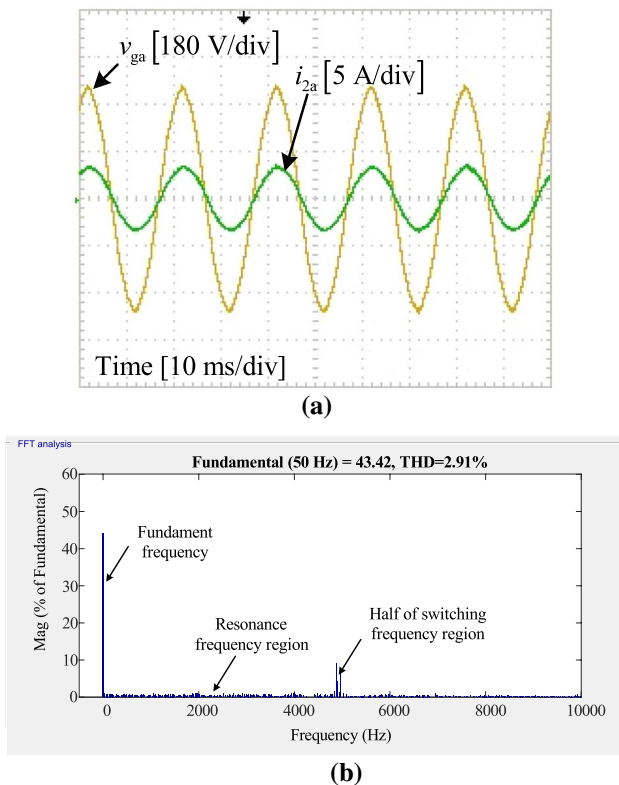 v_ga [180 V/div]
i_2a [5 A/div]
Time [10 ms/div]
(a)
FFT analysis
Fundamental (50 Hz) = 43.42, THD=2.91%
Mag (% of Fundamental)
60
50
40
30
20
10
0
Fundament
frequency
Resonance
frequency region
Half of switching
frequency region
0 2000 4000 6000 8000 10000
Frequency (Hz)
(b)